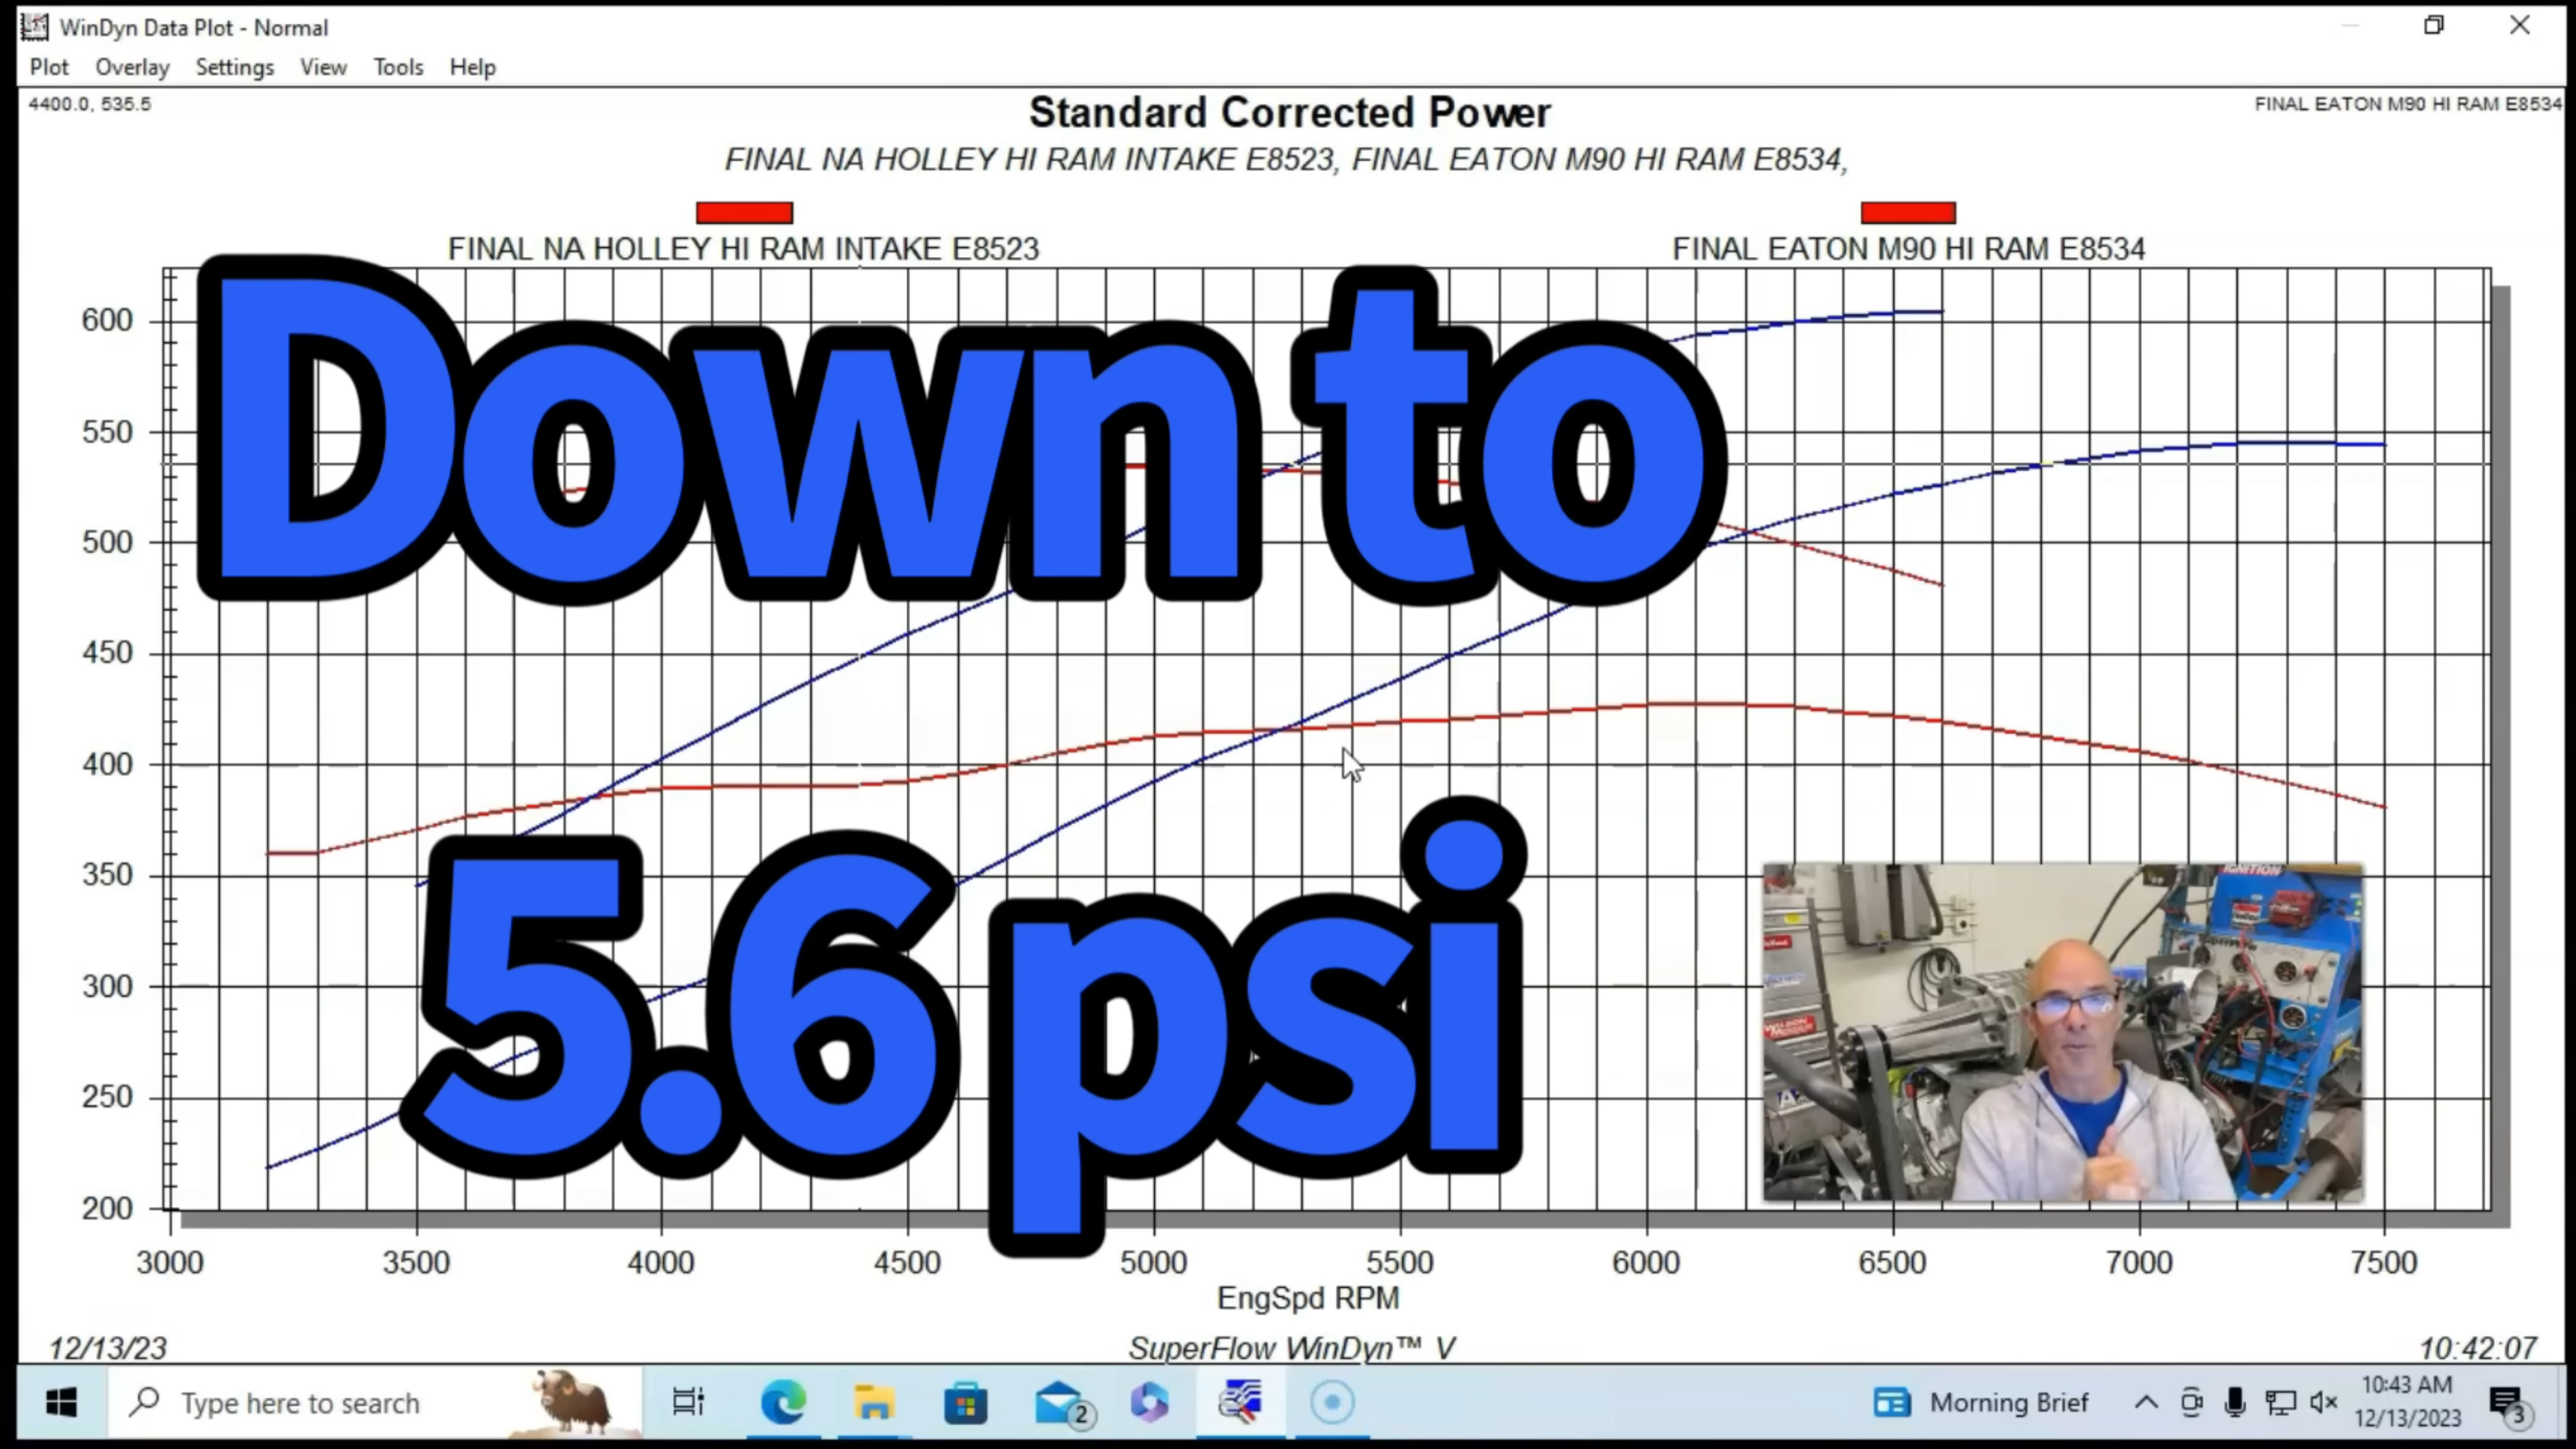 WinDyn Data Plot - Normal
Plot Overlay Settings View Tools Help
4400.0, 535.5
Standard Corrected Power
FINAL EATON M90 HI RAM E8534
FINAL NA HOLLEY HI RAM INTAKE E8523, FINAL EATON M90 HI RAM E8534,
FINAL NA HOLLEY HI RAM INTAKE E8523
FINAL EATON M90 HI RAM E8534
Down to
5.6 psi
600
550
500
450
400
350
300
250
200
3000 3500 4000 4500 5000 5500 6000 6500 7000 7500
EngSpd RPM
12/13/23
SuperFlow WinDyn™ V
10:42:07
IGNITION
Type here to search
2
Morning Brief
10:43 AM
12/13/2023
3